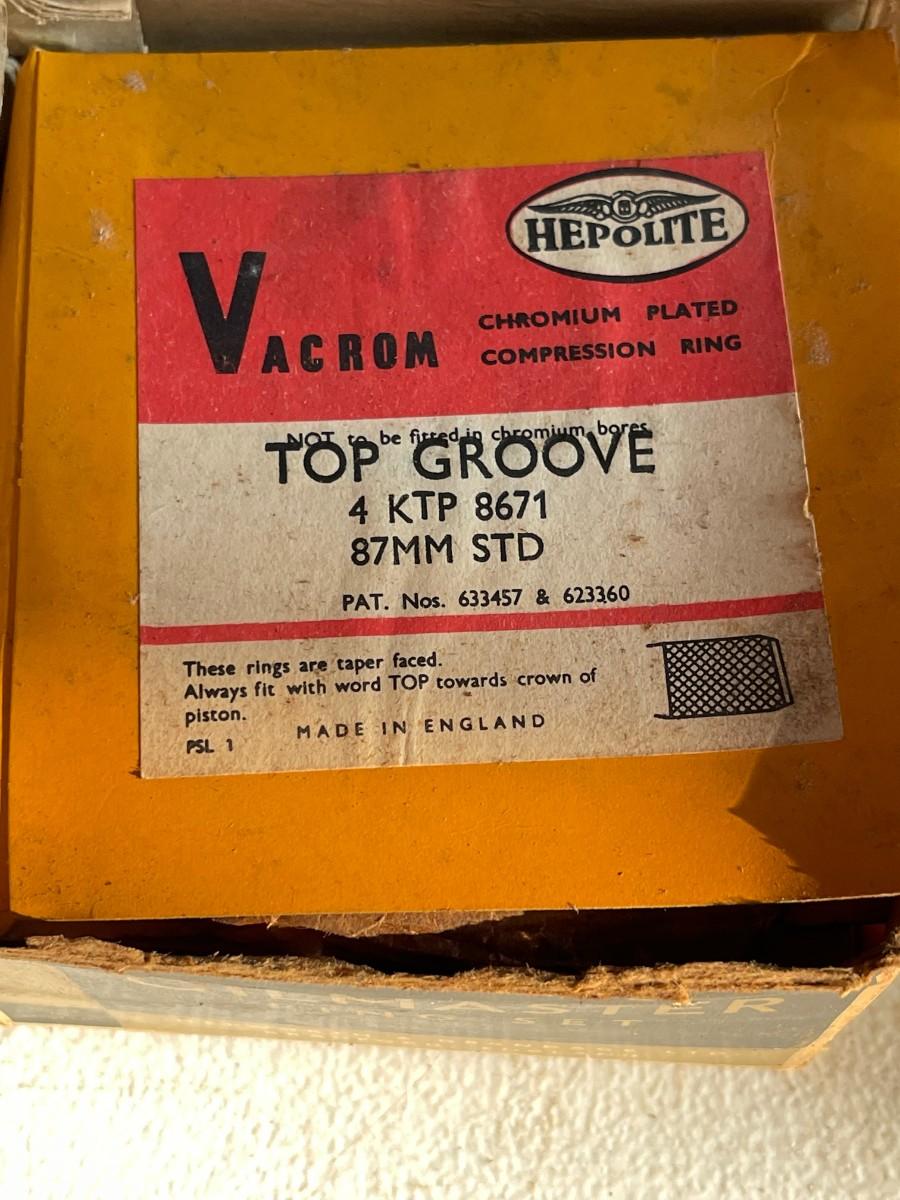 HEPOLITE
VACROM
CHROMIUM PLATED
COMPRESSION RING
NOT to be fitted in chromium bores
TOP GROOVE
4 KTP 8671
87MM STD
PAT. Nos. 633457 & 623360
These rings are taper faced.
Always fit with word TOP towards crown of
piston.
MADE IN ENGLAND
PSL 1
SET